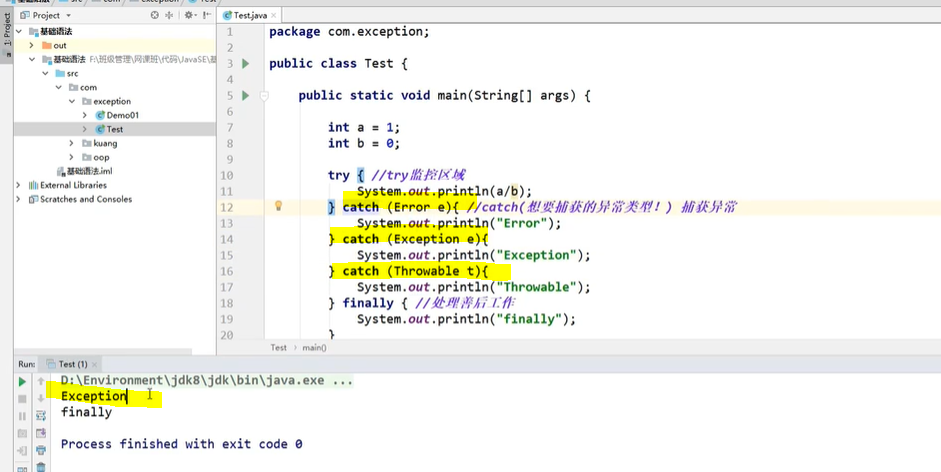 Project
Test.java
基础语法
out
基础语法 F:\班级管理\网课班\代码\JavaSE\基
src
com
exception
Demo01
Test
kuang
oop
基础语法.iml
External Libraries
Scratches and Consoles
1: Project
1 package com.exception;
2
3 public class Test {
4
5 public static void main(String[] args) {
6
7 int a = 1;
8 int b = 0;
9
10 try { //try监控区域
11 System.out.println(a/b);
12 } catch (Error e){ //catch(想要捕获的异常类型!) 捕获异常
13 System.out.println("Error");
14 } catch (Exception e){
15 System.out.println("Exception");
16 } catch (Throwable t){
17 System.out.println("Throwable");
18 } finally { //处理善后工作
19 System.out.println("finally");
20 }
Test › main()
Run: Test (1)
D:\Environment\jdk8\jdk\bin\java.exe ...
Exception
finally
Process finished with exit code 0